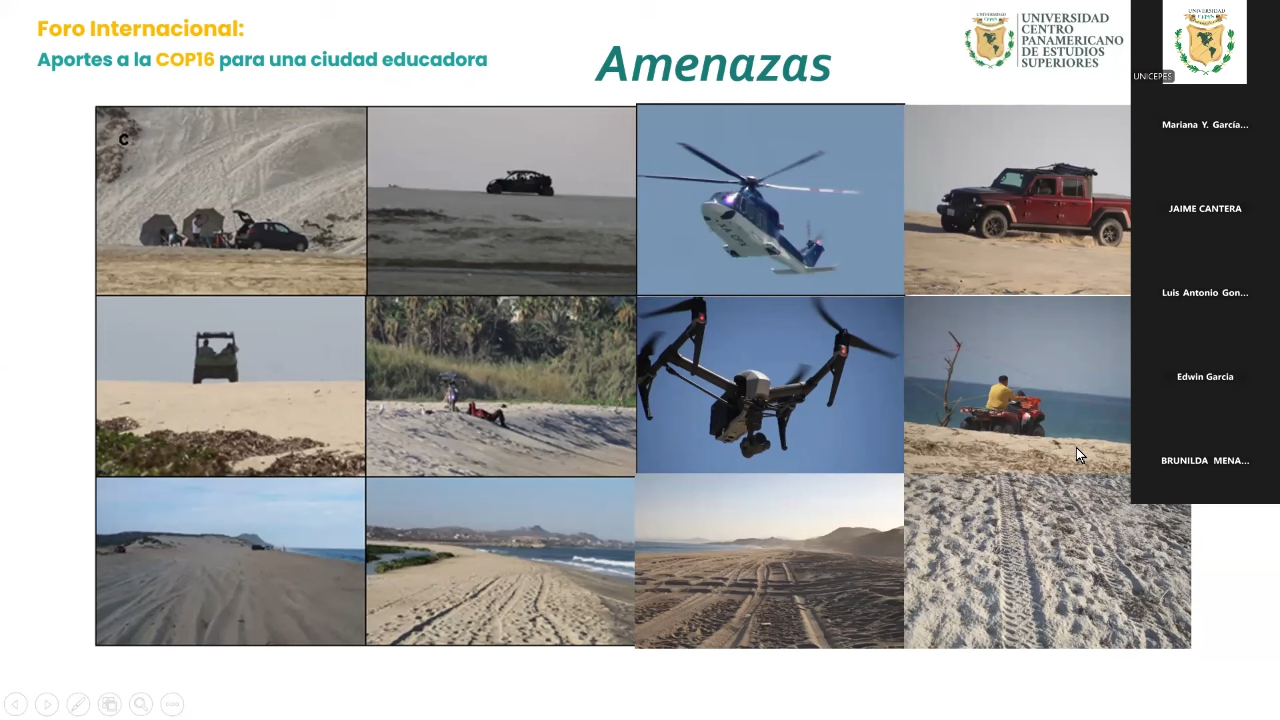 Foro Internacional:
Aportes a la COP16 para una ciudad educadora
Amenazas
UNIVERSIDAD
CENTRO
PANAMERICANO
DE ESTUDIOS
SUPERIORES
UNICEPES
Mariana Y. García...
JAIME CANTERA
Luis Antonio Gon...
Edwin Garcia
BRUNILDA MENA...
C